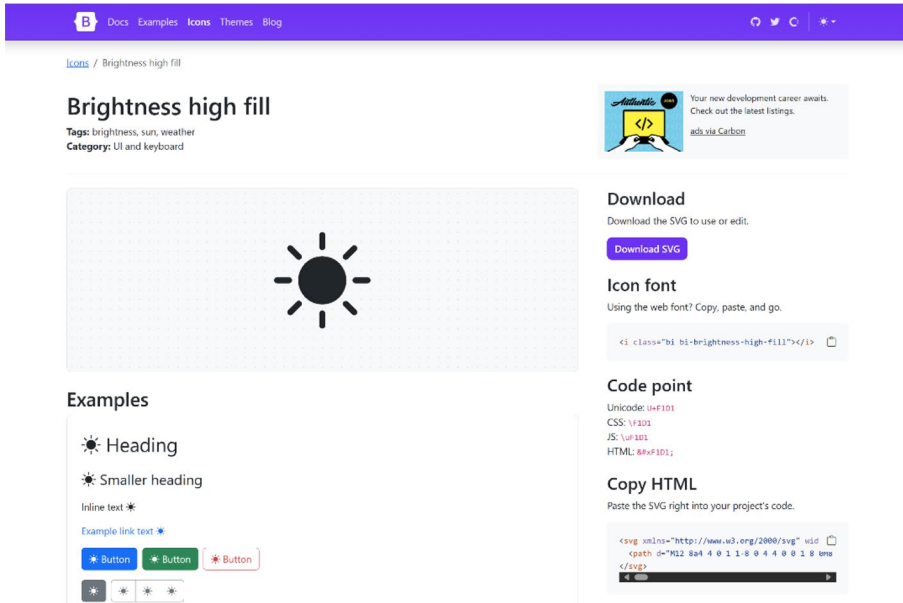 B Docs Examples Icons Themes Blog
Icons / Brightness high fill
Brightness high fill
Tags: brightness, sun, weather
Category: UI and keyboard
Authentic JOBS
</>
Your new development career awaits.
Check out the latest listings.
ads via Carbon
Examples
Heading
Smaller heading
Inline text
Example link text
Button Button Button
Download
Download the SVG to use or edit.
Download SVG
Icon font
Using the web font? Copy, paste, and go.
<i class="bi bi-brightness-high-fill"></i>
Code point
Unicode: U+F1D1
CSS: \F1D1
JS: \uF1D1
HTML: &#xF1D1;
Copy HTML
Paste the SVG right into your project's code.
<svg xmlns="http://www.w3.org/2000/svg" wid
<path d="M12 8a4 4 0 1 1-8 0 4 4 0 0 1 8 0ms
</svg>